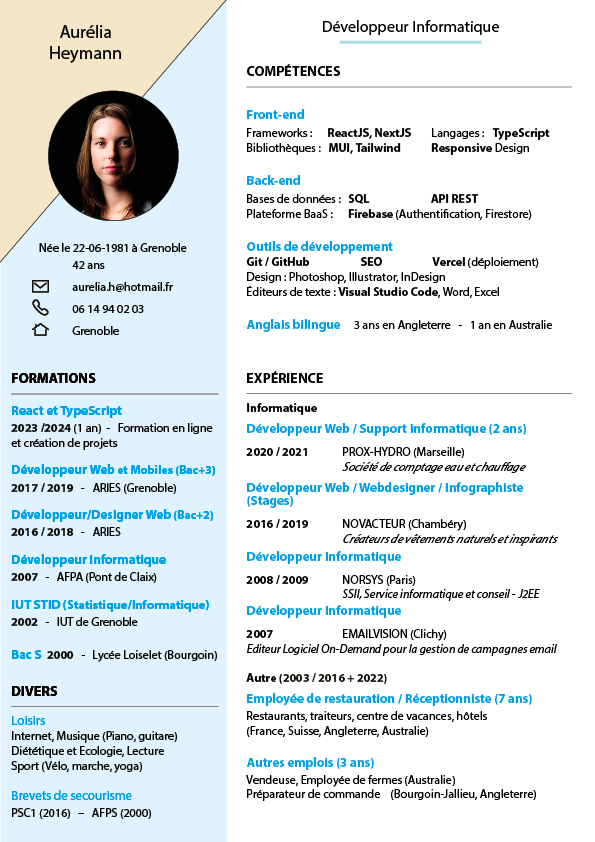 Aurélia
Heymann
Née le 22-06-1981 à Grenoble
42 ans
aurelia.h@hotmail.fr
06 14 94 02 03
Grenoble
FORMATIONS
React et TypeScript
2023 /2024 (1 an) - Formation en ligne
et création de projets
Développeur Web et Mobiles (Bac+3)
2017 / 2019 - ARIES (Grenoble)
Développeur/Designer Web (Bac+2)
2016 / 2018 - ARIES
Développeur Informatique
2007 - AFPA (Pont de Claix)
IUT STID (Statistique/Informatique)
2002 - IUT de Grenoble
Bac S 2000 - Lycée Loiselet (Bourgoin)
DIVERS
Loisirs
Internet, Musique (Piano, guitare)
Diététique et Ecologie, Lecture
Sport (Vélo, marche, yoga)
Brevets de secourisme
PSC1 (2016) – AFPS (2000)
Développeur Informatique
COMPÉTENCES
Front-end
Frameworks : ReactJS, NextJS Langages : TypeScript
Bibliothèques : MUI, Tailwind Responsive Design
Back-end
Bases de données : SQL API REST
Plateforme BaaS : Firebase (Authentification, Firestore)
Outils de développement
Git / GitHub SEO Vercel (déploiement)
Design : Photoshop, Illustrator, InDesign
Éditeurs de texte : Visual Studio Code, Word, Excel
Anglais bilingue 3 ans en Angleterre - 1 an en Australie
EXPÉRIENCE
Informatique
Développeur Web / Support informatique (2 ans)
2020 / 2021 PROX-HYDRO (Marseille)
Société de comptage eau et chauffage
Développeur Web / Webdesigner / Infographiste
(Stages)
2016 / 2019 NOVACTEUR (Chambéry)
Créateurs de vêtements naturels et inspirants
Développeur Informatique
2008 / 2009 NORSYS (Paris)
SSII, Service informatique et conseil - J2EE
Développeur Informatique
2007 EMAILVISION (Clichy)
Editeur Logiciel On-Demand pour la gestion de campagnes email
Autre (2003 / 2016 + 2022)
Employée de restauration / Réceptionniste (7 ans)
Restaurants, traiteurs, centre de vacances, hôtels
(France, Suisse, Angleterre, Australie)
Autres emplois (3 ans)
Vendeuse, Employée de fermes (Australie)
Préparateur de commande (Bourgoin-Jallieu, Angleterre)